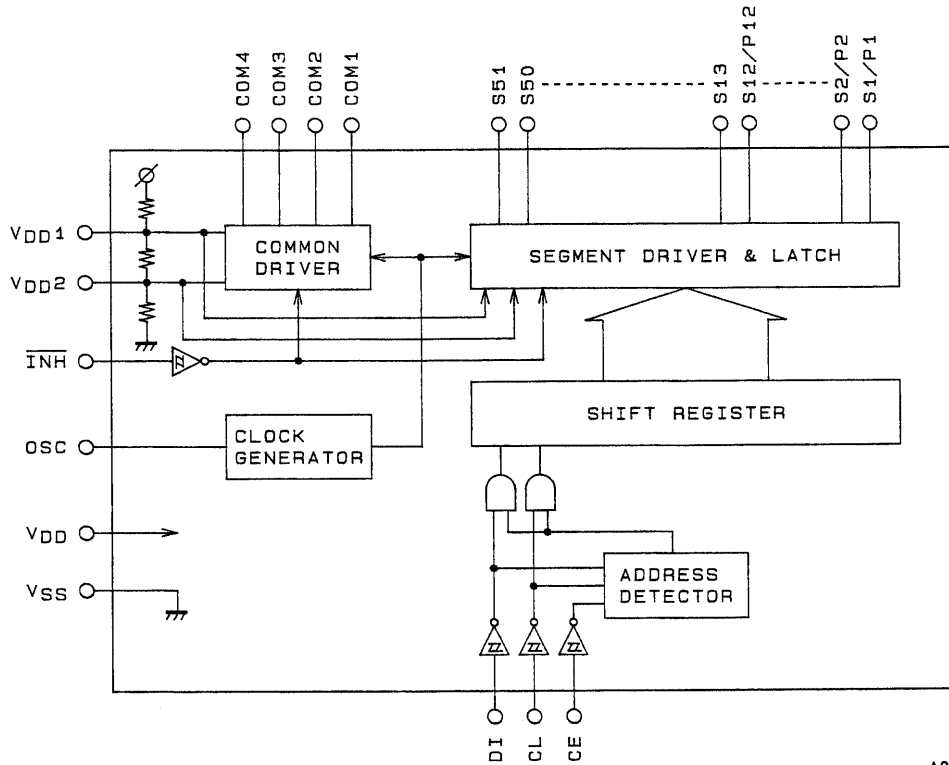 COM4
COM3
COM2
COM1
S51
S50
S13
S12/P12
S2/P2
S1/P1
VDD1
VDD2
INH
OSC
VDD
VSS
COMMON
DRIVER
SEGMENT DRIVER & LATCH
SHIFT REGISTER
CLOCK
GENERATOR
ADDRESS
DETECTOR
DI
CL
CE